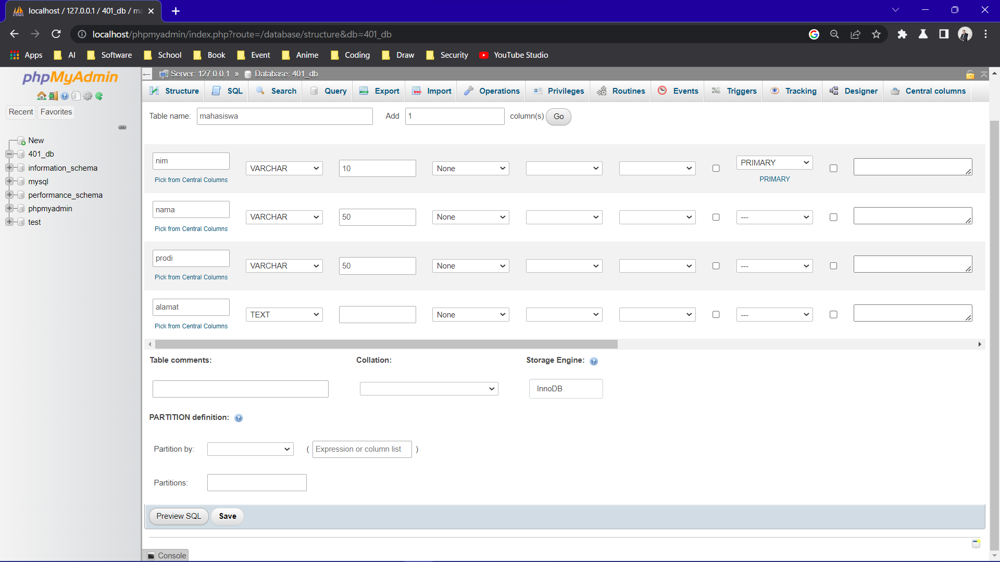 localhost / 127.0.0.1 / 401_db / ma
localhost/phpmyadmin/index.php?route=/database/structure&db=401_db
Apps AI Software School Book Event Anime Coding Draw Security YouTube Studio
phpMyAdmin
Recent Favorites
New
401_db
information_schema
mysql
performance_schema
phpmyadmin
test
Server: 127.0.0.1 » Database: 401_db
Structure SQL Search Query Export Import Operations Privileges Routines Events Triggers Tracking Designer Central columns
Table name: mahasiswa Add 1 column(s) Go
nim VARCHAR 10 None PRIMARY
Pick from Central Columns PRIMARY
nama VARCHAR 50 None ---
Pick from Central Columns
prodi VARCHAR 50 None ---
Pick from Central Columns
alamat TEXT None ---
Pick from Central Columns
Table comments: Collation: Storage Engine:
InnoDB
PARTITION definition:
Partition by: ( Expression or column list )
Partitions:
Preview SQL Save
Console